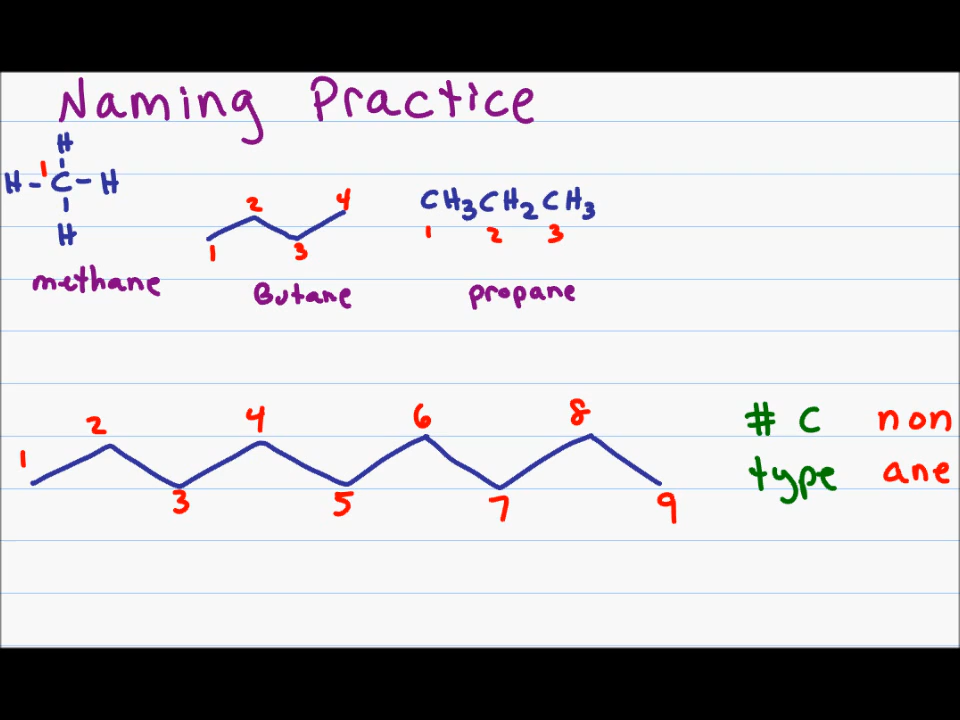 Naming Practice
H
1
H - C - H
H
methane
2 4
1 3
Butane
CH3CH2CH3
1 2 3
propane
2 4 6 8
1
3 5 7 9
# C non
type ane